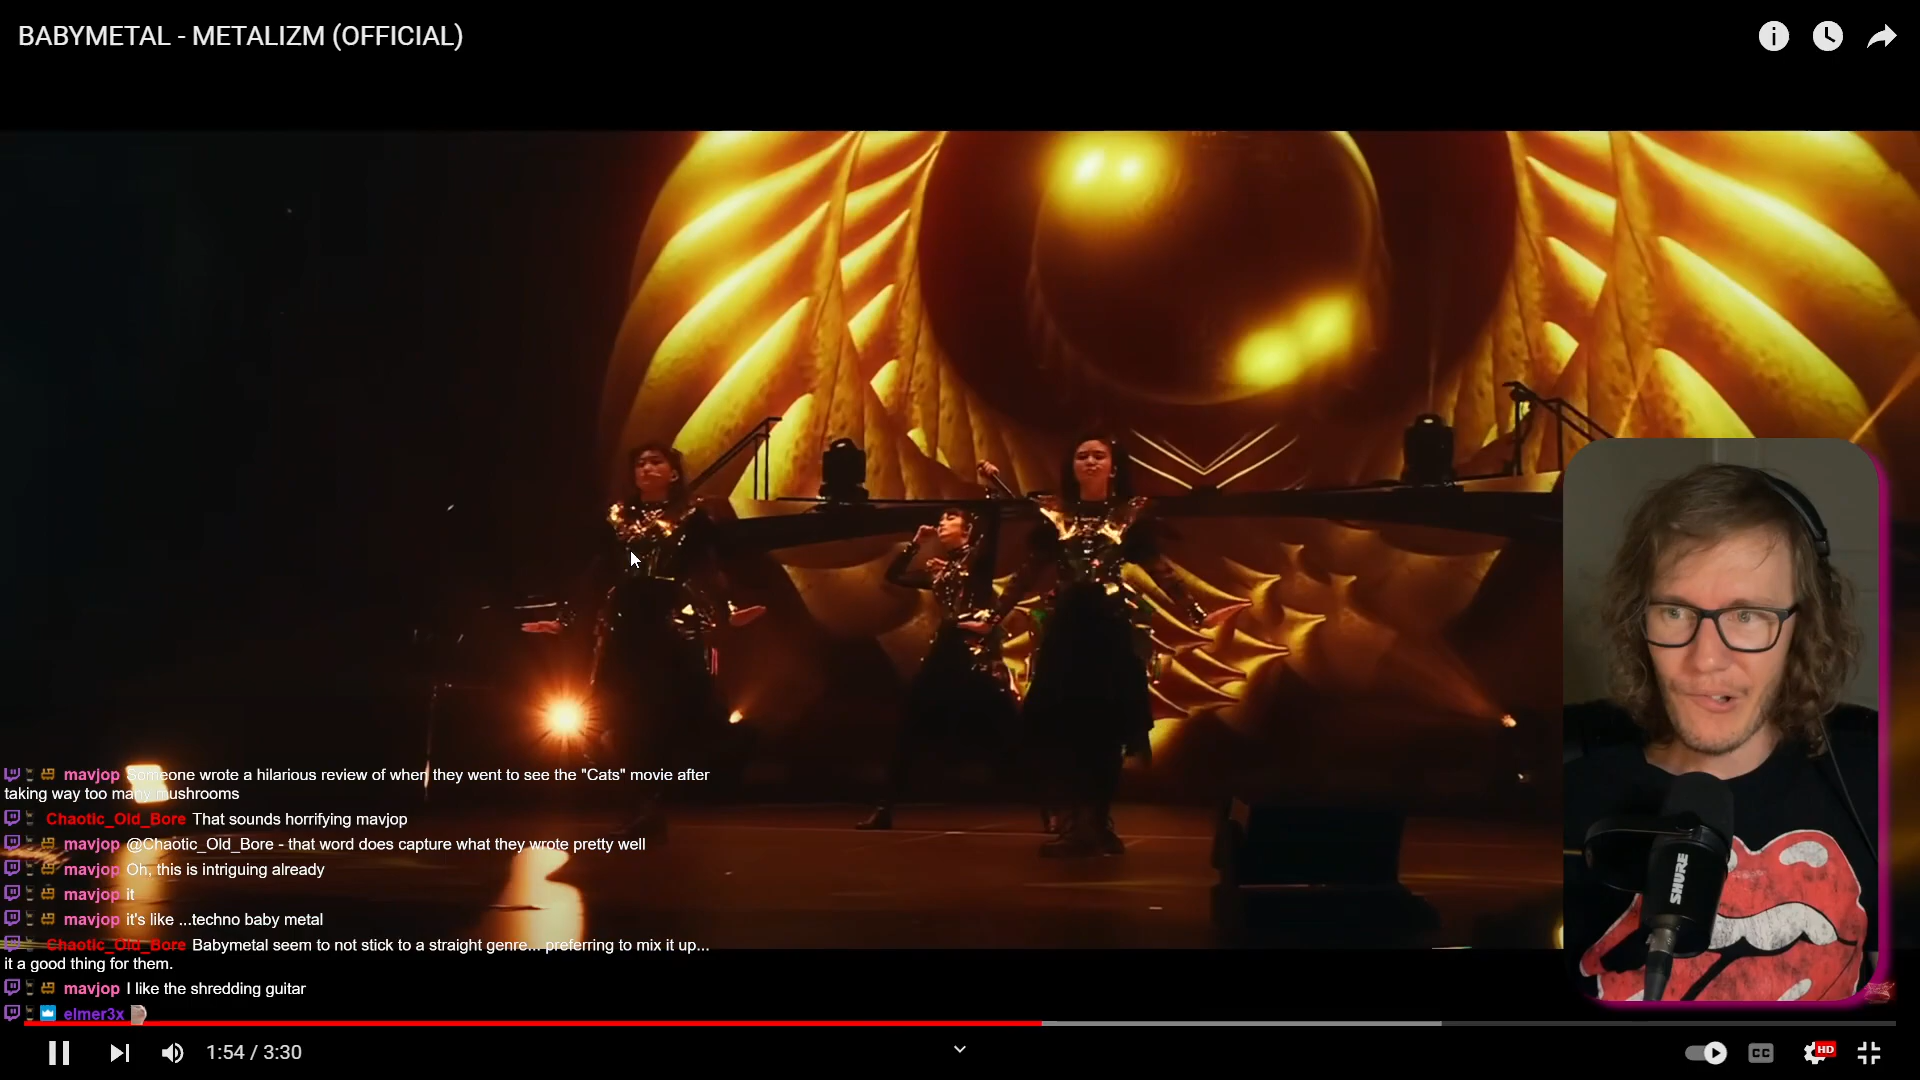 BABYMETAL - METALIZM (OFFICIAL)
mavjop Someone wrote a hilarious review of when they went to see the "Cats" movie after
taking way too many mushrooms
Chaotic_Old_Bore That sounds horrifying mavjop
mavjop @Chaotic_Old_Bore - that word does capture what they wrote pretty well
mavjop Oh, this is intriguing already
mavjop it
mavjop it's like ...techno baby metal
Chaotic_Old_Bore Babymetal seem to not stick to a straight genre... preferring to mix it up...
it a good thing for them.
mavjop I like the shredding guitar
elmer3x
SHURE
1:54 / 3:30
CC
HD